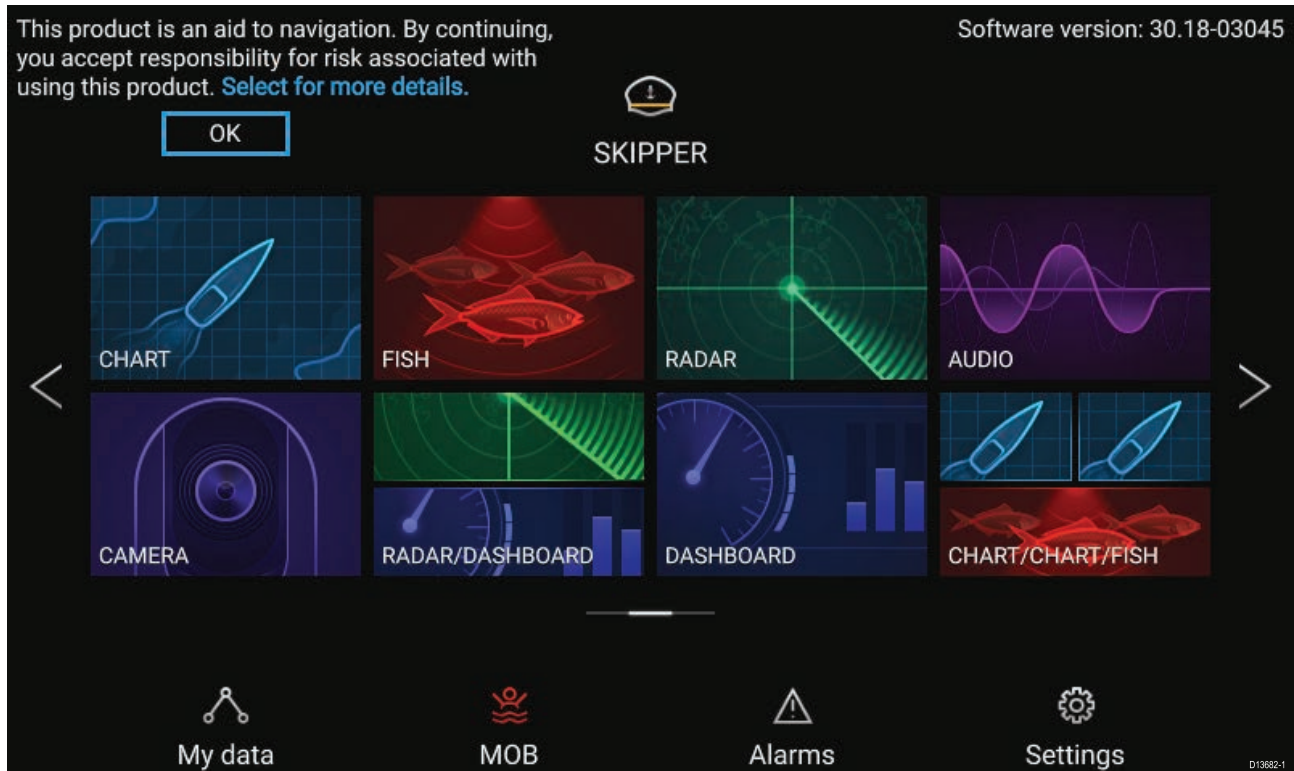 This product is an aid to navigation. By continuing,
you accept responsibility for risk associated with
using this product. Select for more details.
OK
Software version: 30.18-03045
SKIPPER
CHART
FISH
RADAR
AUDIO
CAMERA
RADAR/DASHBOARD
DASHBOARD
CHART/CHART/FISH
My data
MOB
Alarms
Settings
D13682-1